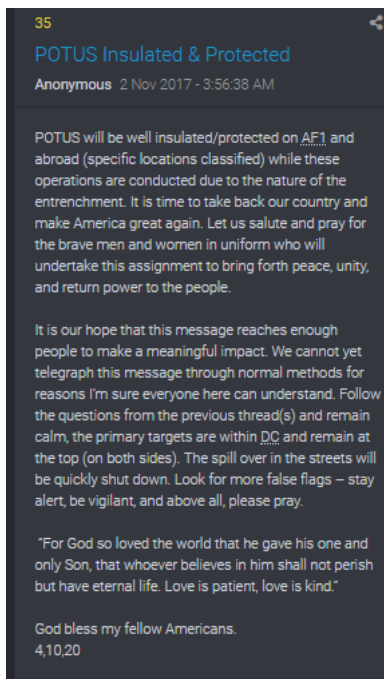 35
POTUS Insulated & Protected
Anonymous 2 Nov 2017 - 3:56:38 AM
POTUS will be well insulated/protected on AF1 and
abroad (specific locations classified) while these
operations are conducted due to the nature of the
entrenchment. It is time to take back our country and
make America great again. Let us salute and pray for
the brave men and women in uniform who will
undertake this assignment to bring forth peace, unity,
and return power to the people.
It is our hope that this message reaches enough
people to make a meaningful impact. We cannot yet
telegraph this message through normal methods for
reasons I'm sure everyone here can understand. Follow
the questions from the previous thread(s) and remain
calm, the primary targets are within DC and remain at
the top (on both sides). The spill over in the streets will
be quickly shut down. Look for more false flags – stay
alert, be vigilant, and above all, please pray.
“For God so loved the world that he gave his one and
only Son, that whoever believes in him shall not perish
but have eternal life. Love is patient, love is kind.”
God bless my fellow Americans.
4,10,20